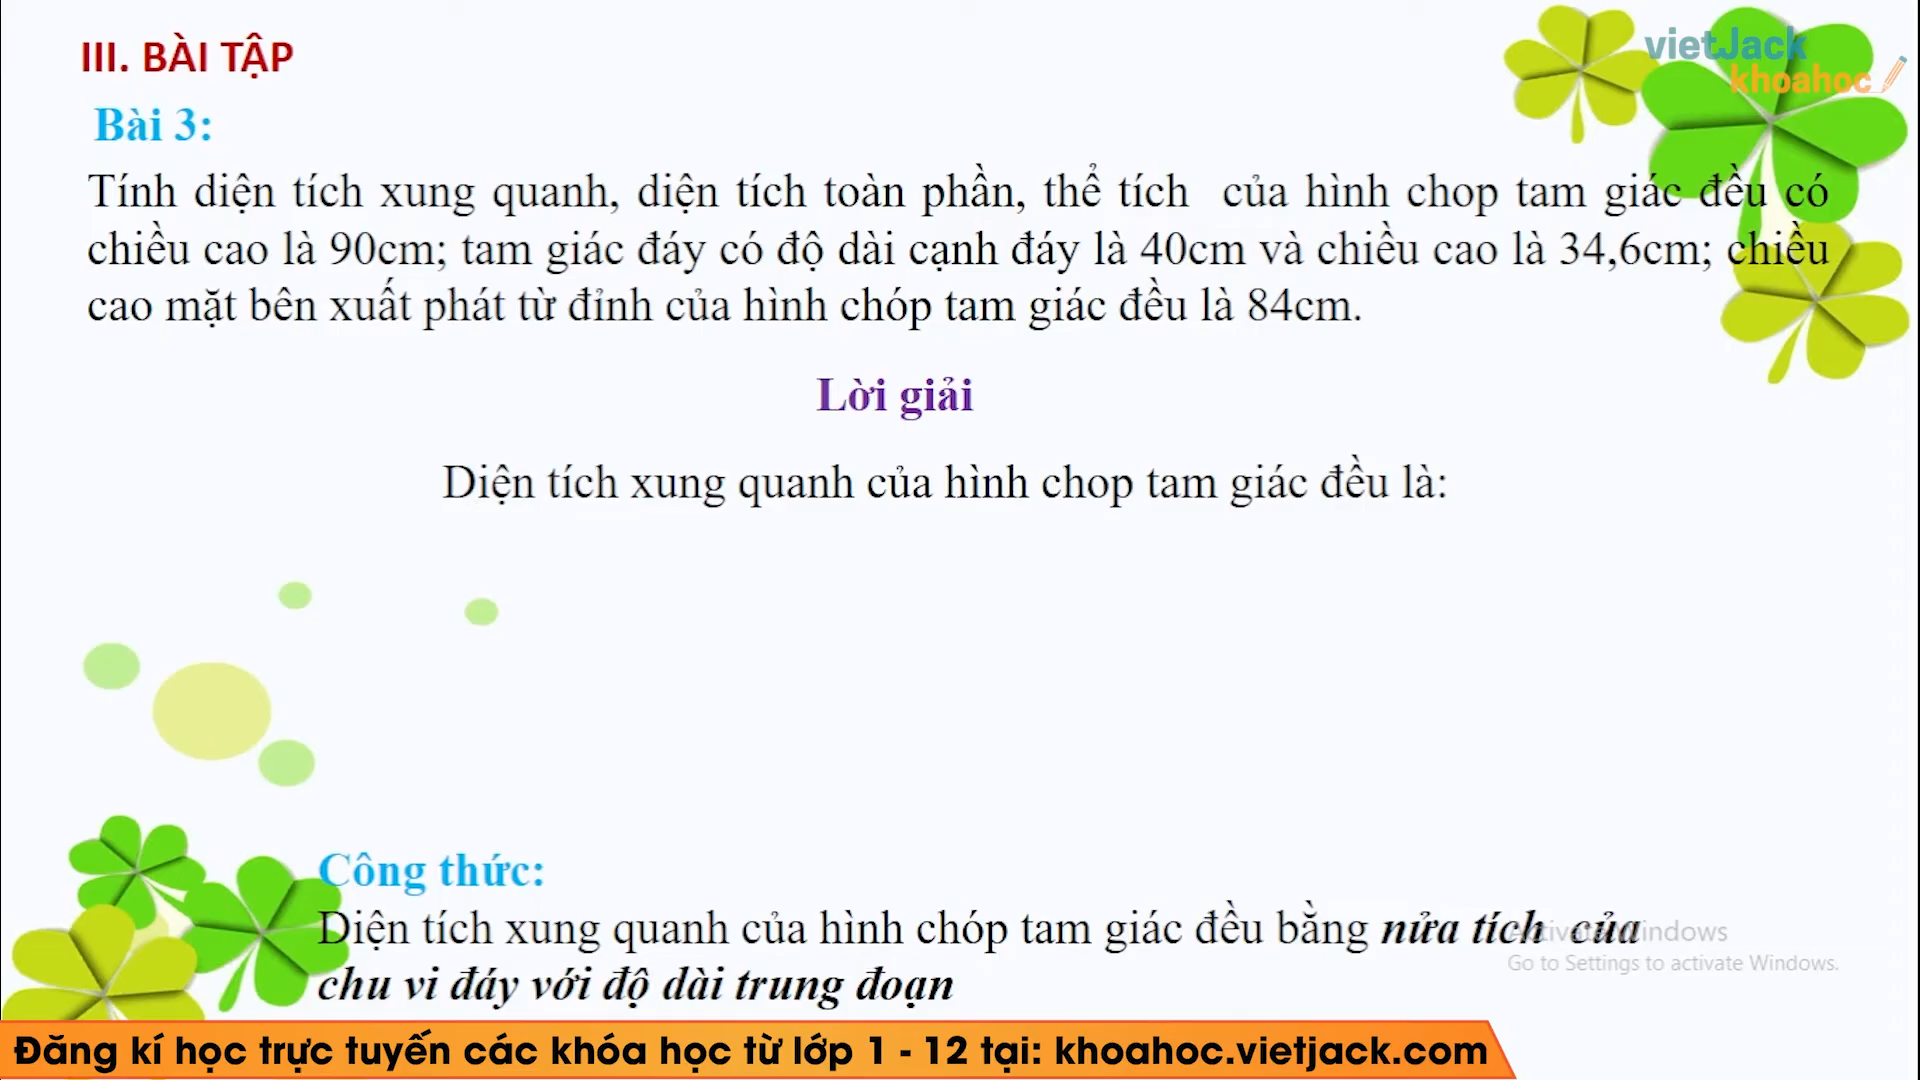 III. BÀI TẬP
vietJack
khoahoc
Bài 3:
Tính diện tích xung quanh, diện tích toàn phần, thể tích của hình chop tam giác đều có
chiều cao là 90cm; tam giác đáy có độ dài cạnh đáy là 40cm và chiều cao là 34,6cm; chiều
cao mặt bên xuất phát từ đỉnh của hình chóp tam giác đều là 84cm.
Lời giải
Diện tích xung quanh của hình chop tam giác đều là:
Công thức:
Diện tích xung quanh của hình chóp tam giác đều bằng nửa tích của
chu vi đáy với độ dài trung đoạn
Activate Windows
Go to Settings to activate Windows.
Đăng kí học trực tuyến các khóa học từ lớp 1 - 12 tại: khoahoc.vietjack.com